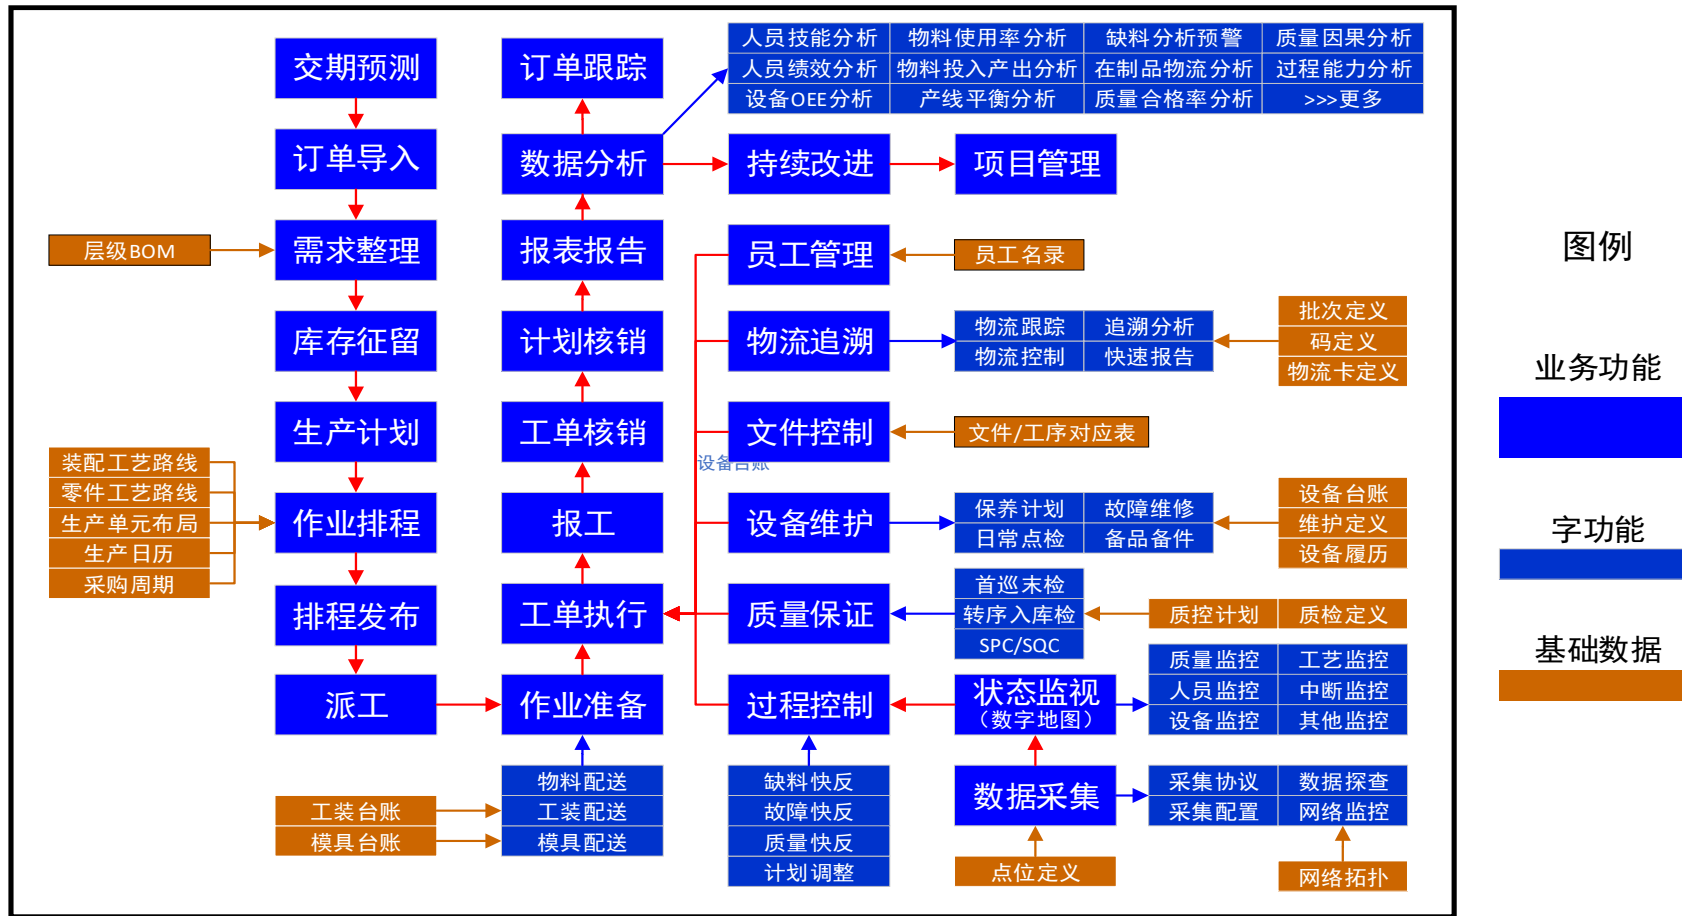 交期预测
订单跟踪
人员技能分析
物料使用率分析
缺料分析预警
质量因果分析
人员绩效分析
物料投入产出分析
在制品物流分析
过程能力分析
设备OEE分析
产线平衡分析
质量合格率分析
>>>更多
订单导入
数据分析
持续改进
项目管理
层级BOM
需求整理
报表报告
员工管理
员工名录
图例
库存征留
计划核销
物流追溯
物流跟踪
追溯分析
物流控制
快速报告
批次定义
码定义
物流卡定义
业务功能
生产计划
工单核销
文件控制
文件/工序对应表
设备台账
装配工艺路线
零件工艺路线
生产单元布局
生产日历
采购周期
作业排程
报工
设备维护
保养计划
故障维修
日常点检
备品备件
设备台账
维护定义
设备履历
字功能
排程发布
工单执行
质量保证
首巡末检
转序入库检
SPC/SQC
质控计划
质检定义
基础数据
派工
作业准备
过程控制
状态监视
（数字地图）
质量监控
工艺监控
人员监控
中断监控
设备监控
其他监控
工装台账
模具台账
物料配送
工装配送
模具配送
缺料快反
故障快反
质量快反
计划调整
数据采集
采集协议
数据探查
采集配置
网络监控
点位定义
网络拓扑